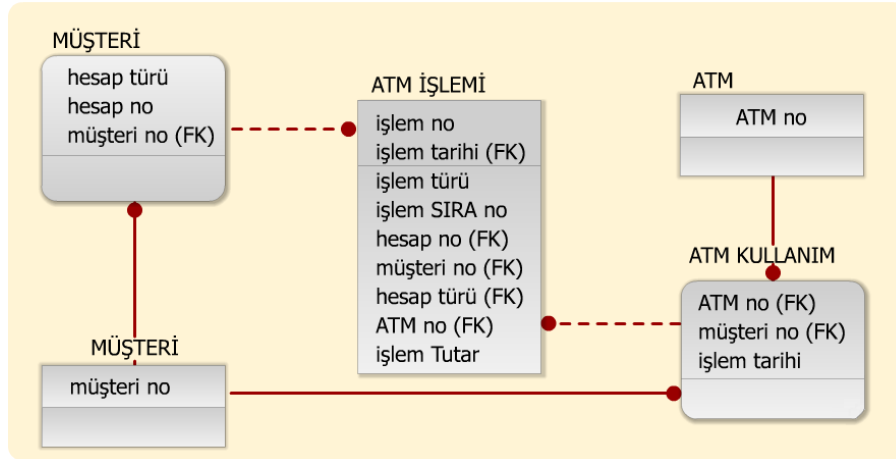 MÜŞTERİ
hesap türü
hesap no
müşteri no (FK)
ATM İŞLEMİ
işlem no
işlem tarihi (FK)
işlem türü
işlem SIRA no
hesap no (FK)
müşteri no (FK)
hesap türü (FK)
ATM no (FK)
işlem Tutar
ATM
ATM no
ATM KULLANIM
ATM no (FK)
müşteri no (FK)
işlem tarihi
MÜŞTERİ
müşteri no